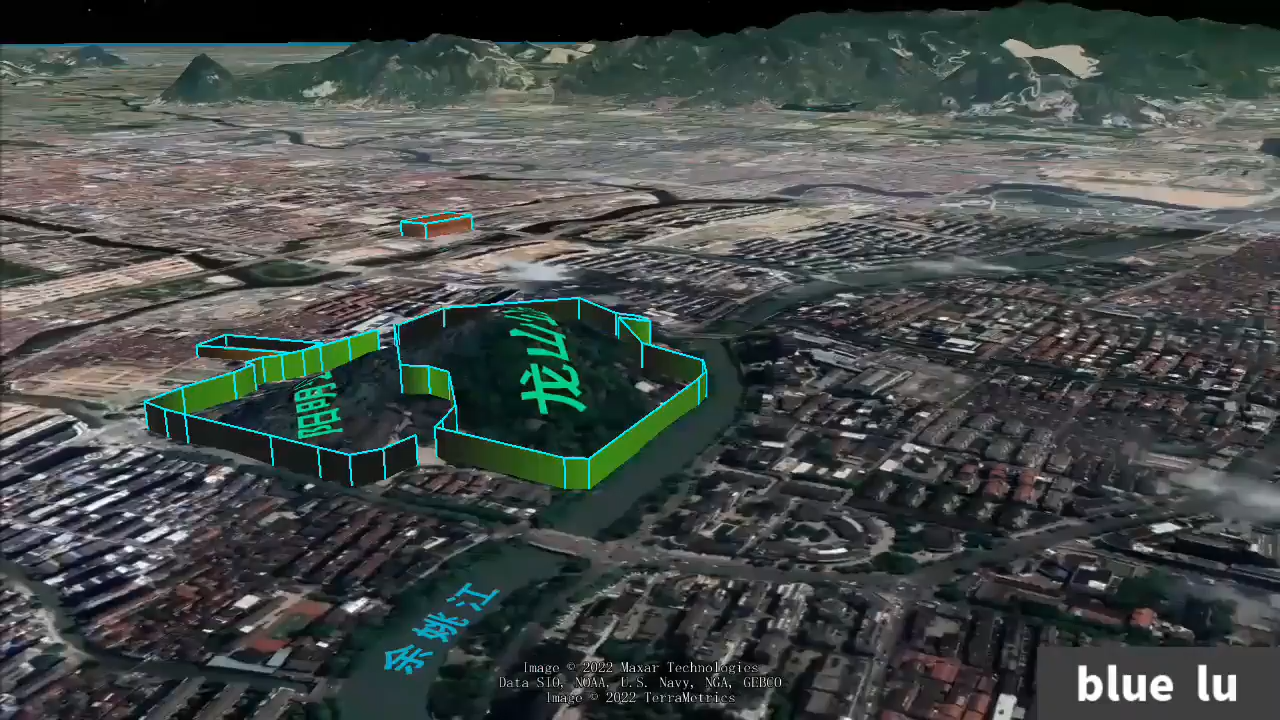 龙山
阳明
余姚江
Image © 2022 Maxar Technologies
Data SIO, NOAA, U.S. Navy, NGA, GEBCO
Image © 2022 TerraMetrics
blue lu